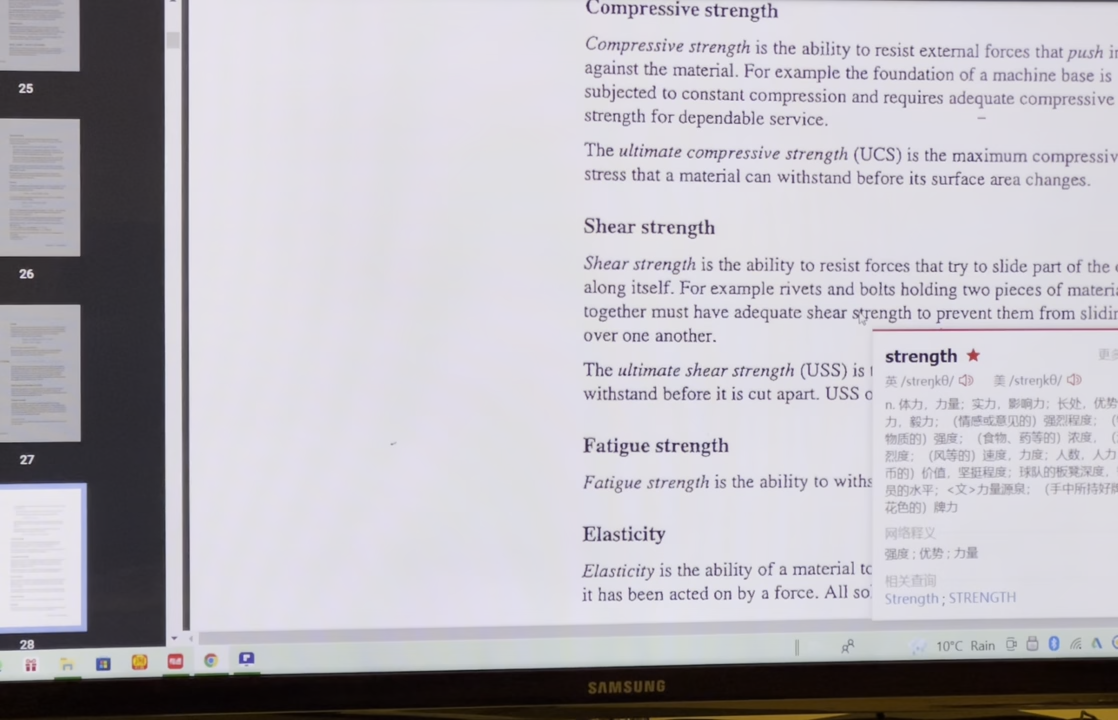 25
26
27
28
Compressive strength
Compressive strength is the ability to resist external forces that push in
against the material. For example the foundation of a machine base is
subjected to constant compression and requires adequate compressive
strength for dependable service.
The ultimate compressive strength (UCS) is the maximum
stress that a material can withstand before its surface area changes.
Shear strength
Shear strength is the ability to resist forces that try to slide part of the
along itself. For example rivets and bolts holding two pieces of
together must have adequate shear strength to prevent them from
over one another.
The ultimate shear strength (USS) is
withstand before it is cut apart. USS
Fatigue strength
Fatigue strength is the ability to
Elasticity
Elasticity is the ability of a material
it has been acted on by a force. All
strength
英 /streŋkθ/ 美 /streŋkθ/
n. 体力,力量;实力,影响力;长处,优势
力,毅力;(情感或意见的)强烈程度;
物质的)强度;(食物、药等的)浓度,
烈度;(风等的)速度,力度;人数,人力
币的)价值,坚挺程度;球队的板凳深度,
员的水平;<文>力量源泉;(手中所持好牌
花色的)牌力
网络释义
强度;优势;力量
相关查询
Strength ; STRENGTH
10°C Rain
SAMSUNG